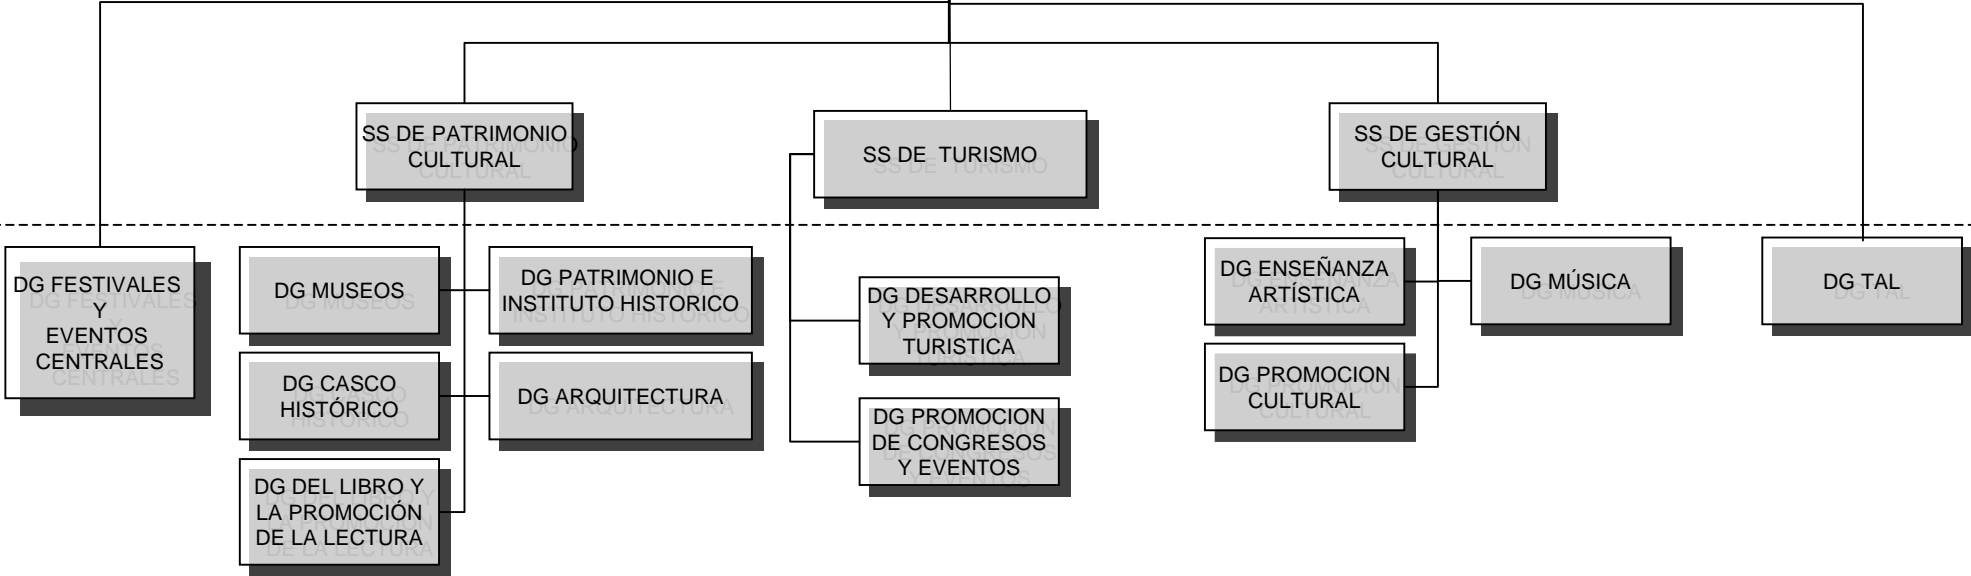 SS DE PATRIMONIO
CULTURAL
SS DE TURISMO
SS DE GESTIÓN
CULTURAL
DG FESTIVALES
Y
EVENTOS
CENTRALES
DG MUSEOS
DG PATRIMONIO E
INSTITUTO HISTORICO
DG CASCO
HISTÓRICO
DG ARQUITECTURA
DG DEL LIBRO Y
LA PROMOCIÓN
DE LA LECTURA
DG DESARROLLO
Y PROMOCION
TURISTICA
DG PROMOCION
DE CONGRESOS
Y EVENTOS
DG ENSEÑANZA
ARTÍSTICA
DG MÚSICA
DG PROMOCION
CULTURAL
DG TAL